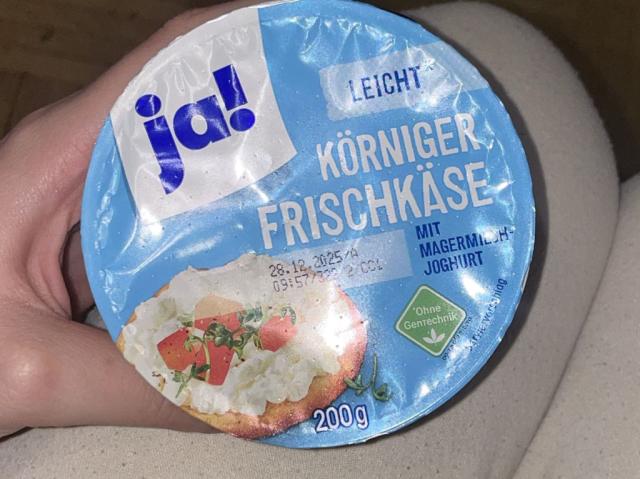 ja!
LEICHT*
KÖRNIGER
FRISCHKÄSE
MIT
MAGERMILCH-
JOGHURT
28.12.2025/A
"Ohne
Gentechnik"
200g